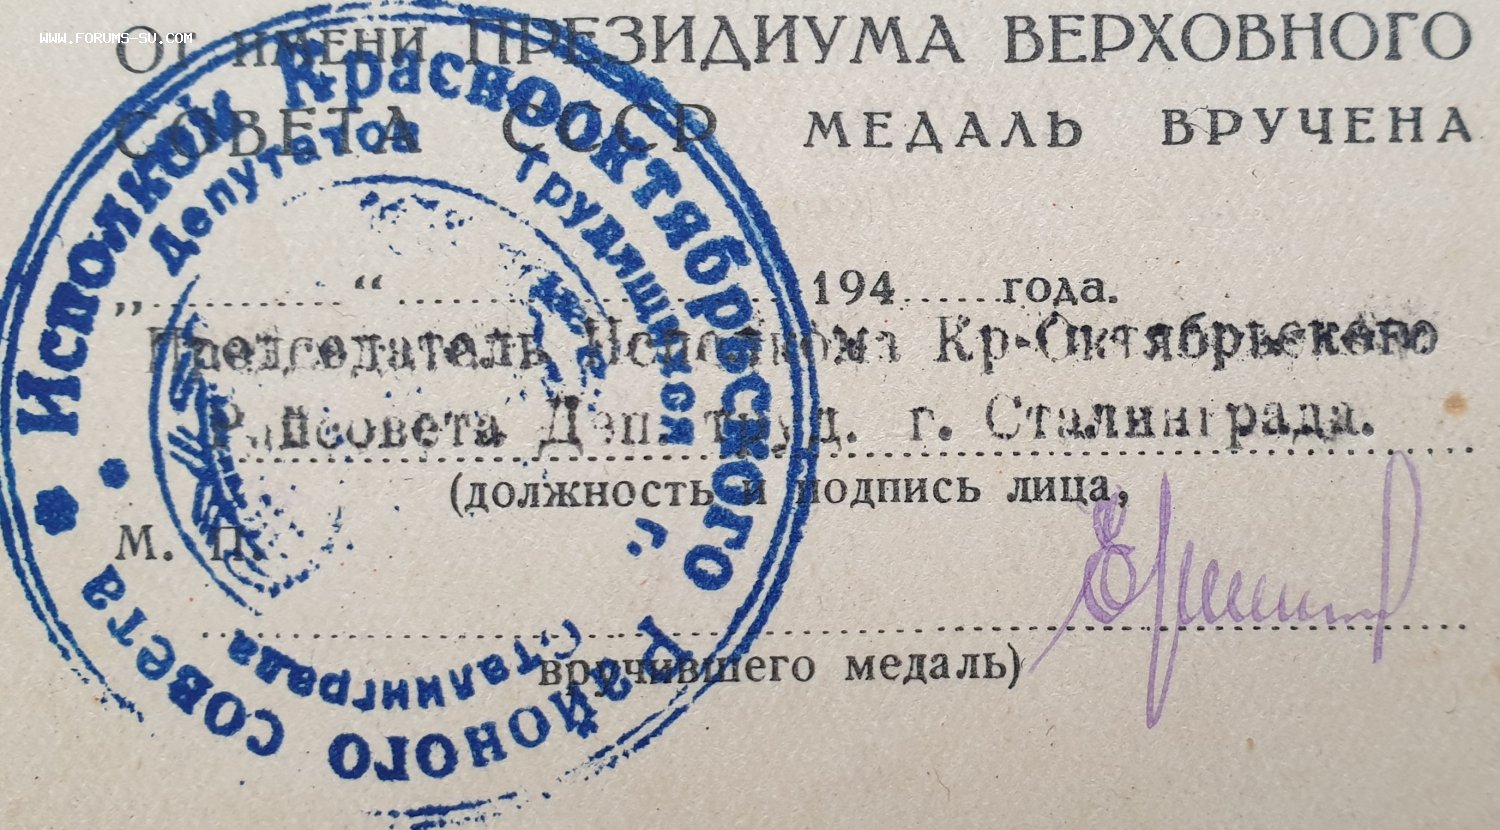 WWW.FORUMS-SU.COM
От имени ПРЕЗИДИУМА ВЕРХОВНОГО
СОВЕТА СССР МЕДАЛЬ ВРУЧЕНА
„ “ 194 года.
Председатель Исполкома Кр-Октябрьского
Райсовета Деп. труд. г. Сталинграда.
(должность и подпись лица,
М. П.
вручившего медаль)
Исполком Краснооктябрьского Районого совета
Депутатов Трудящихся г. Сталинграда